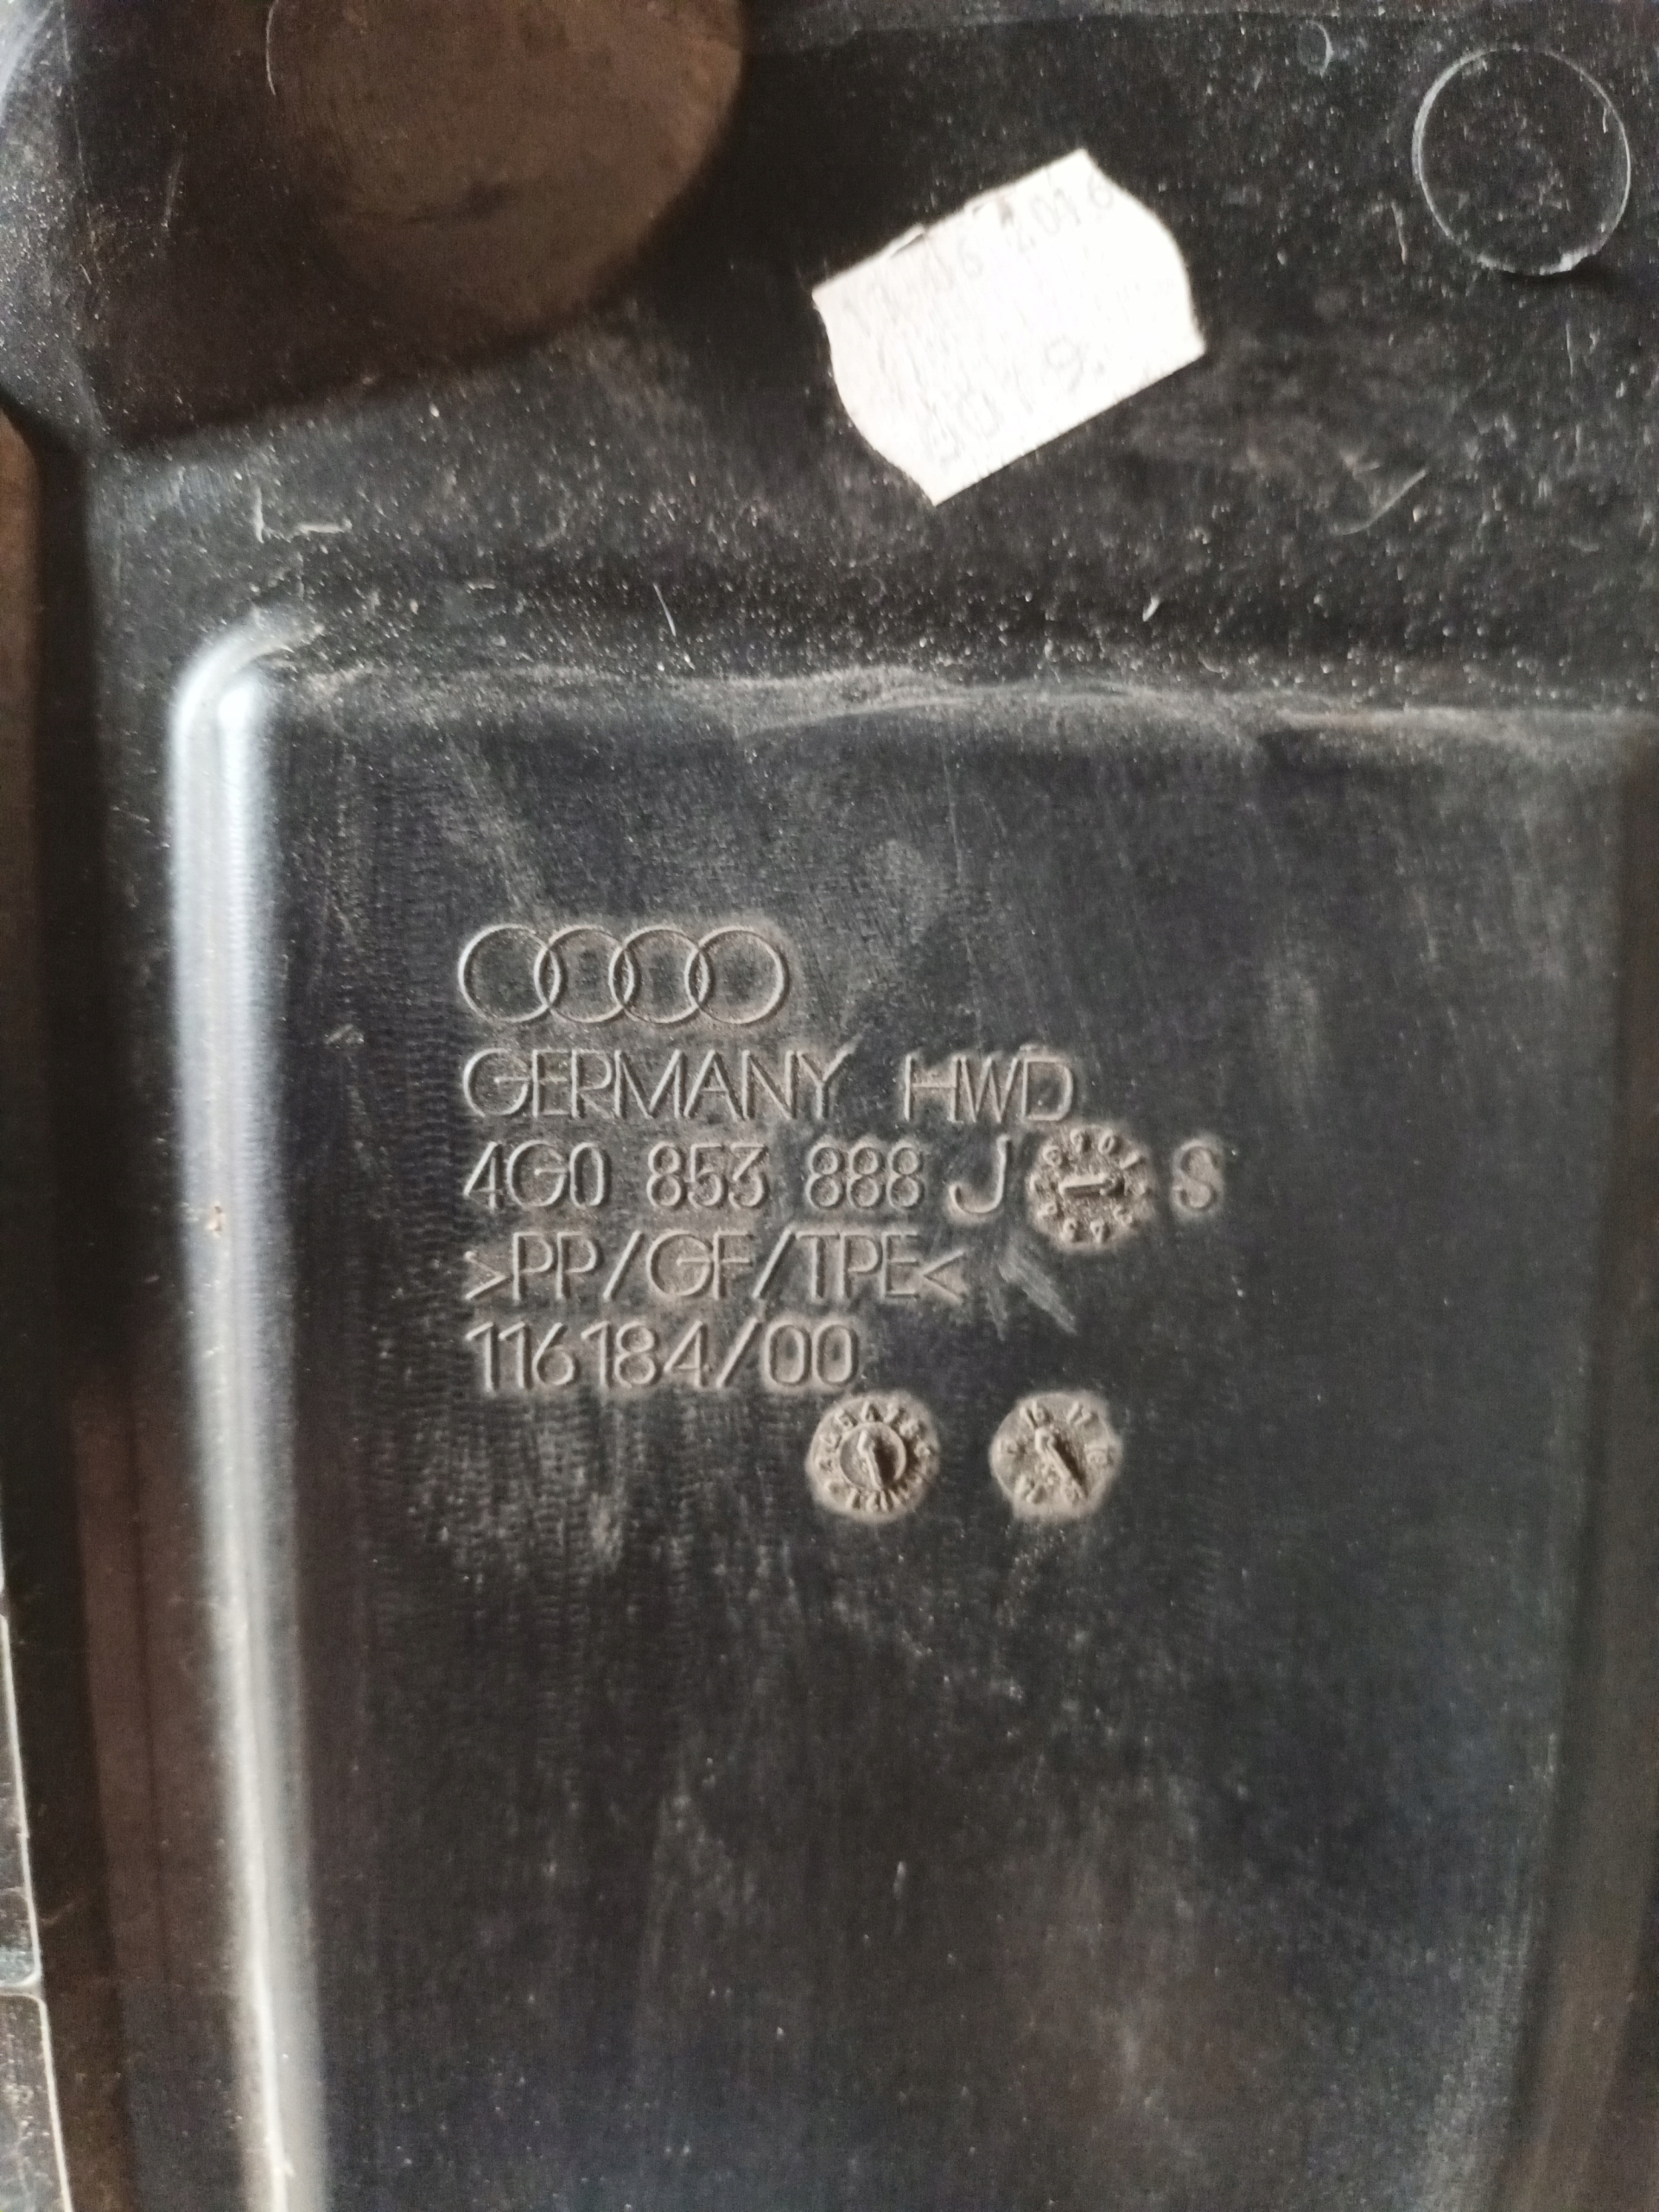 GERMANY HWD
4G0 853 888 J S
>PP/GF/TPE<
116184/00